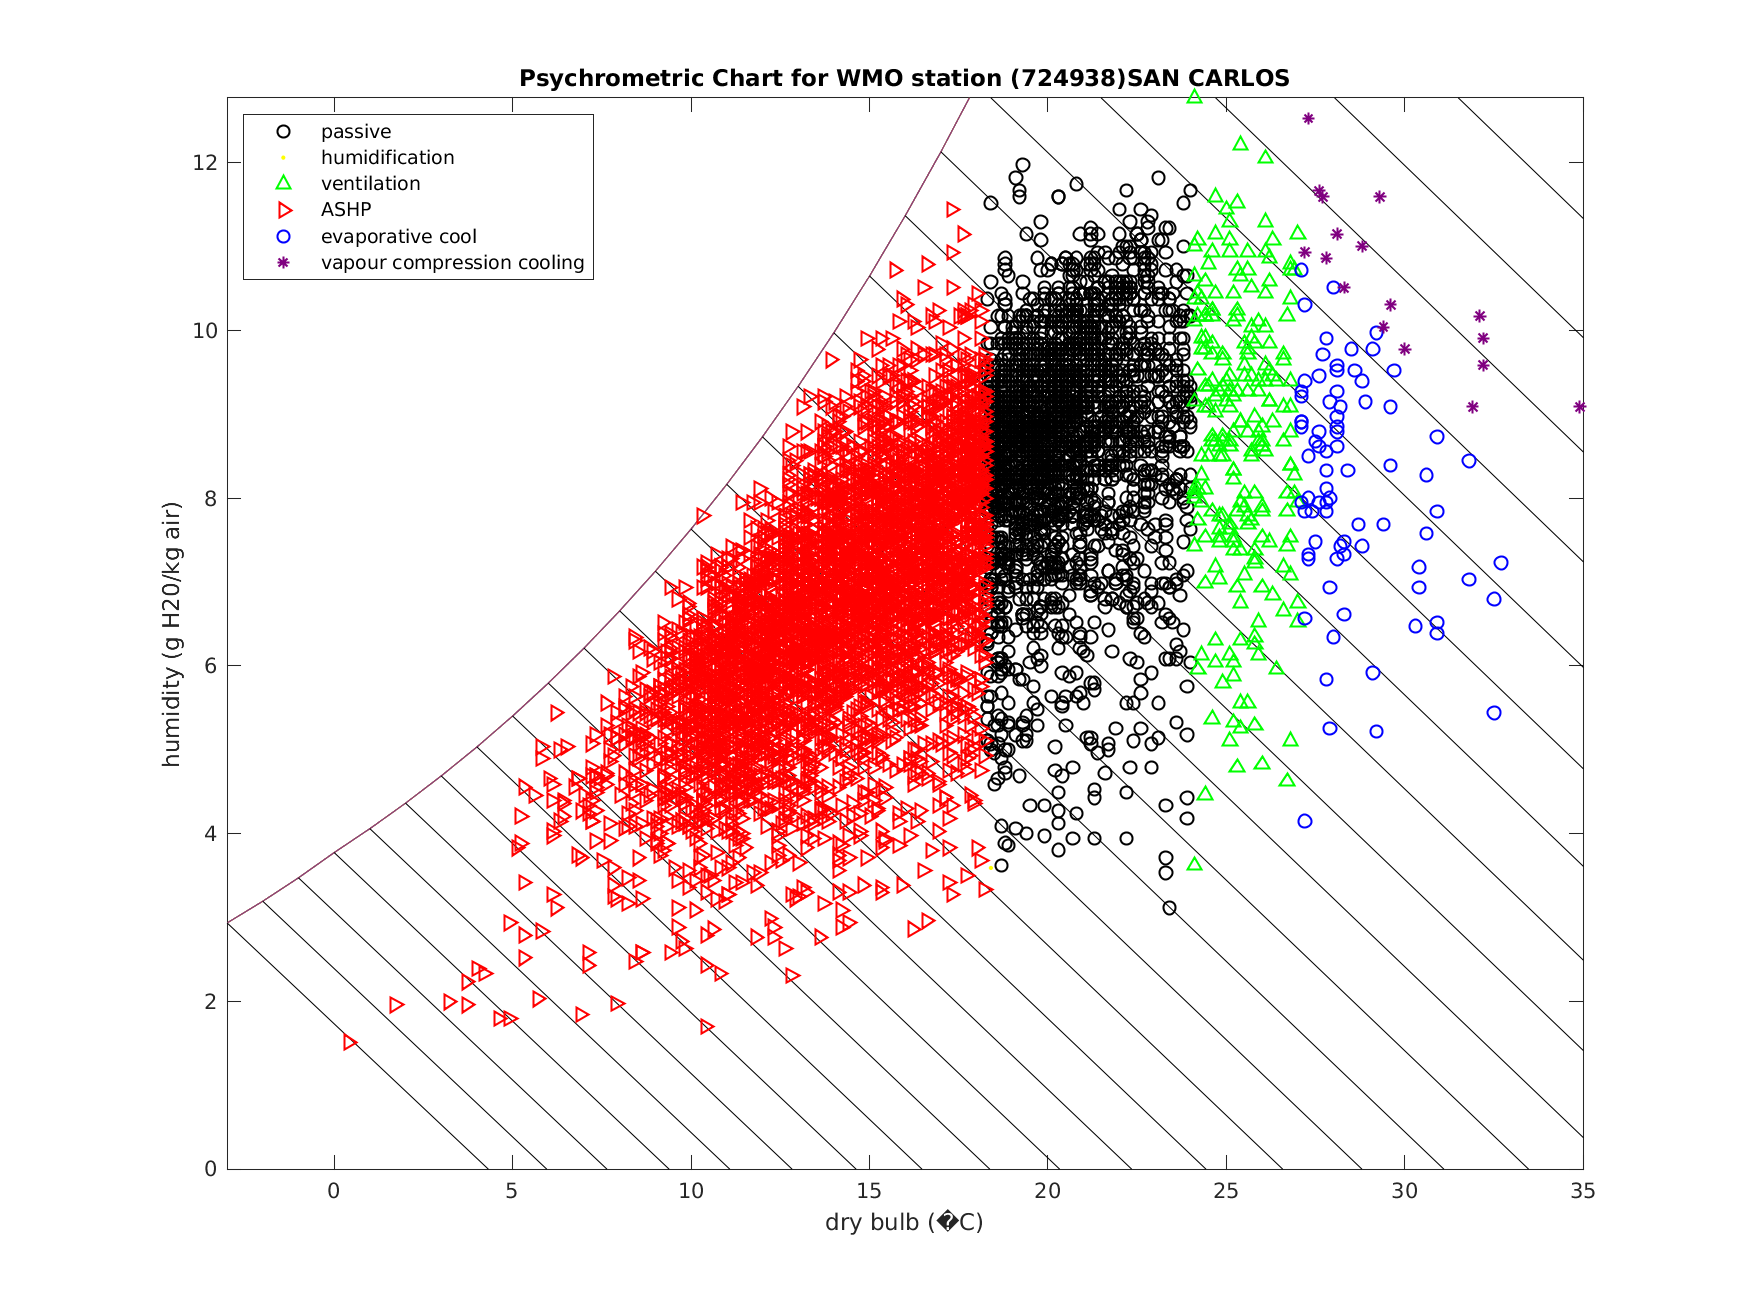 Psychrometric Chart for WMO station (724938)SAN CARLOS
passive
humidification
ventilation
ASHP
evaporative cool
vapour compression cooling
humidity (g H20/kg air)
12
10
8
6
4
2
0
0 5 10 15 20 25 30 35
dry bulb (�C)